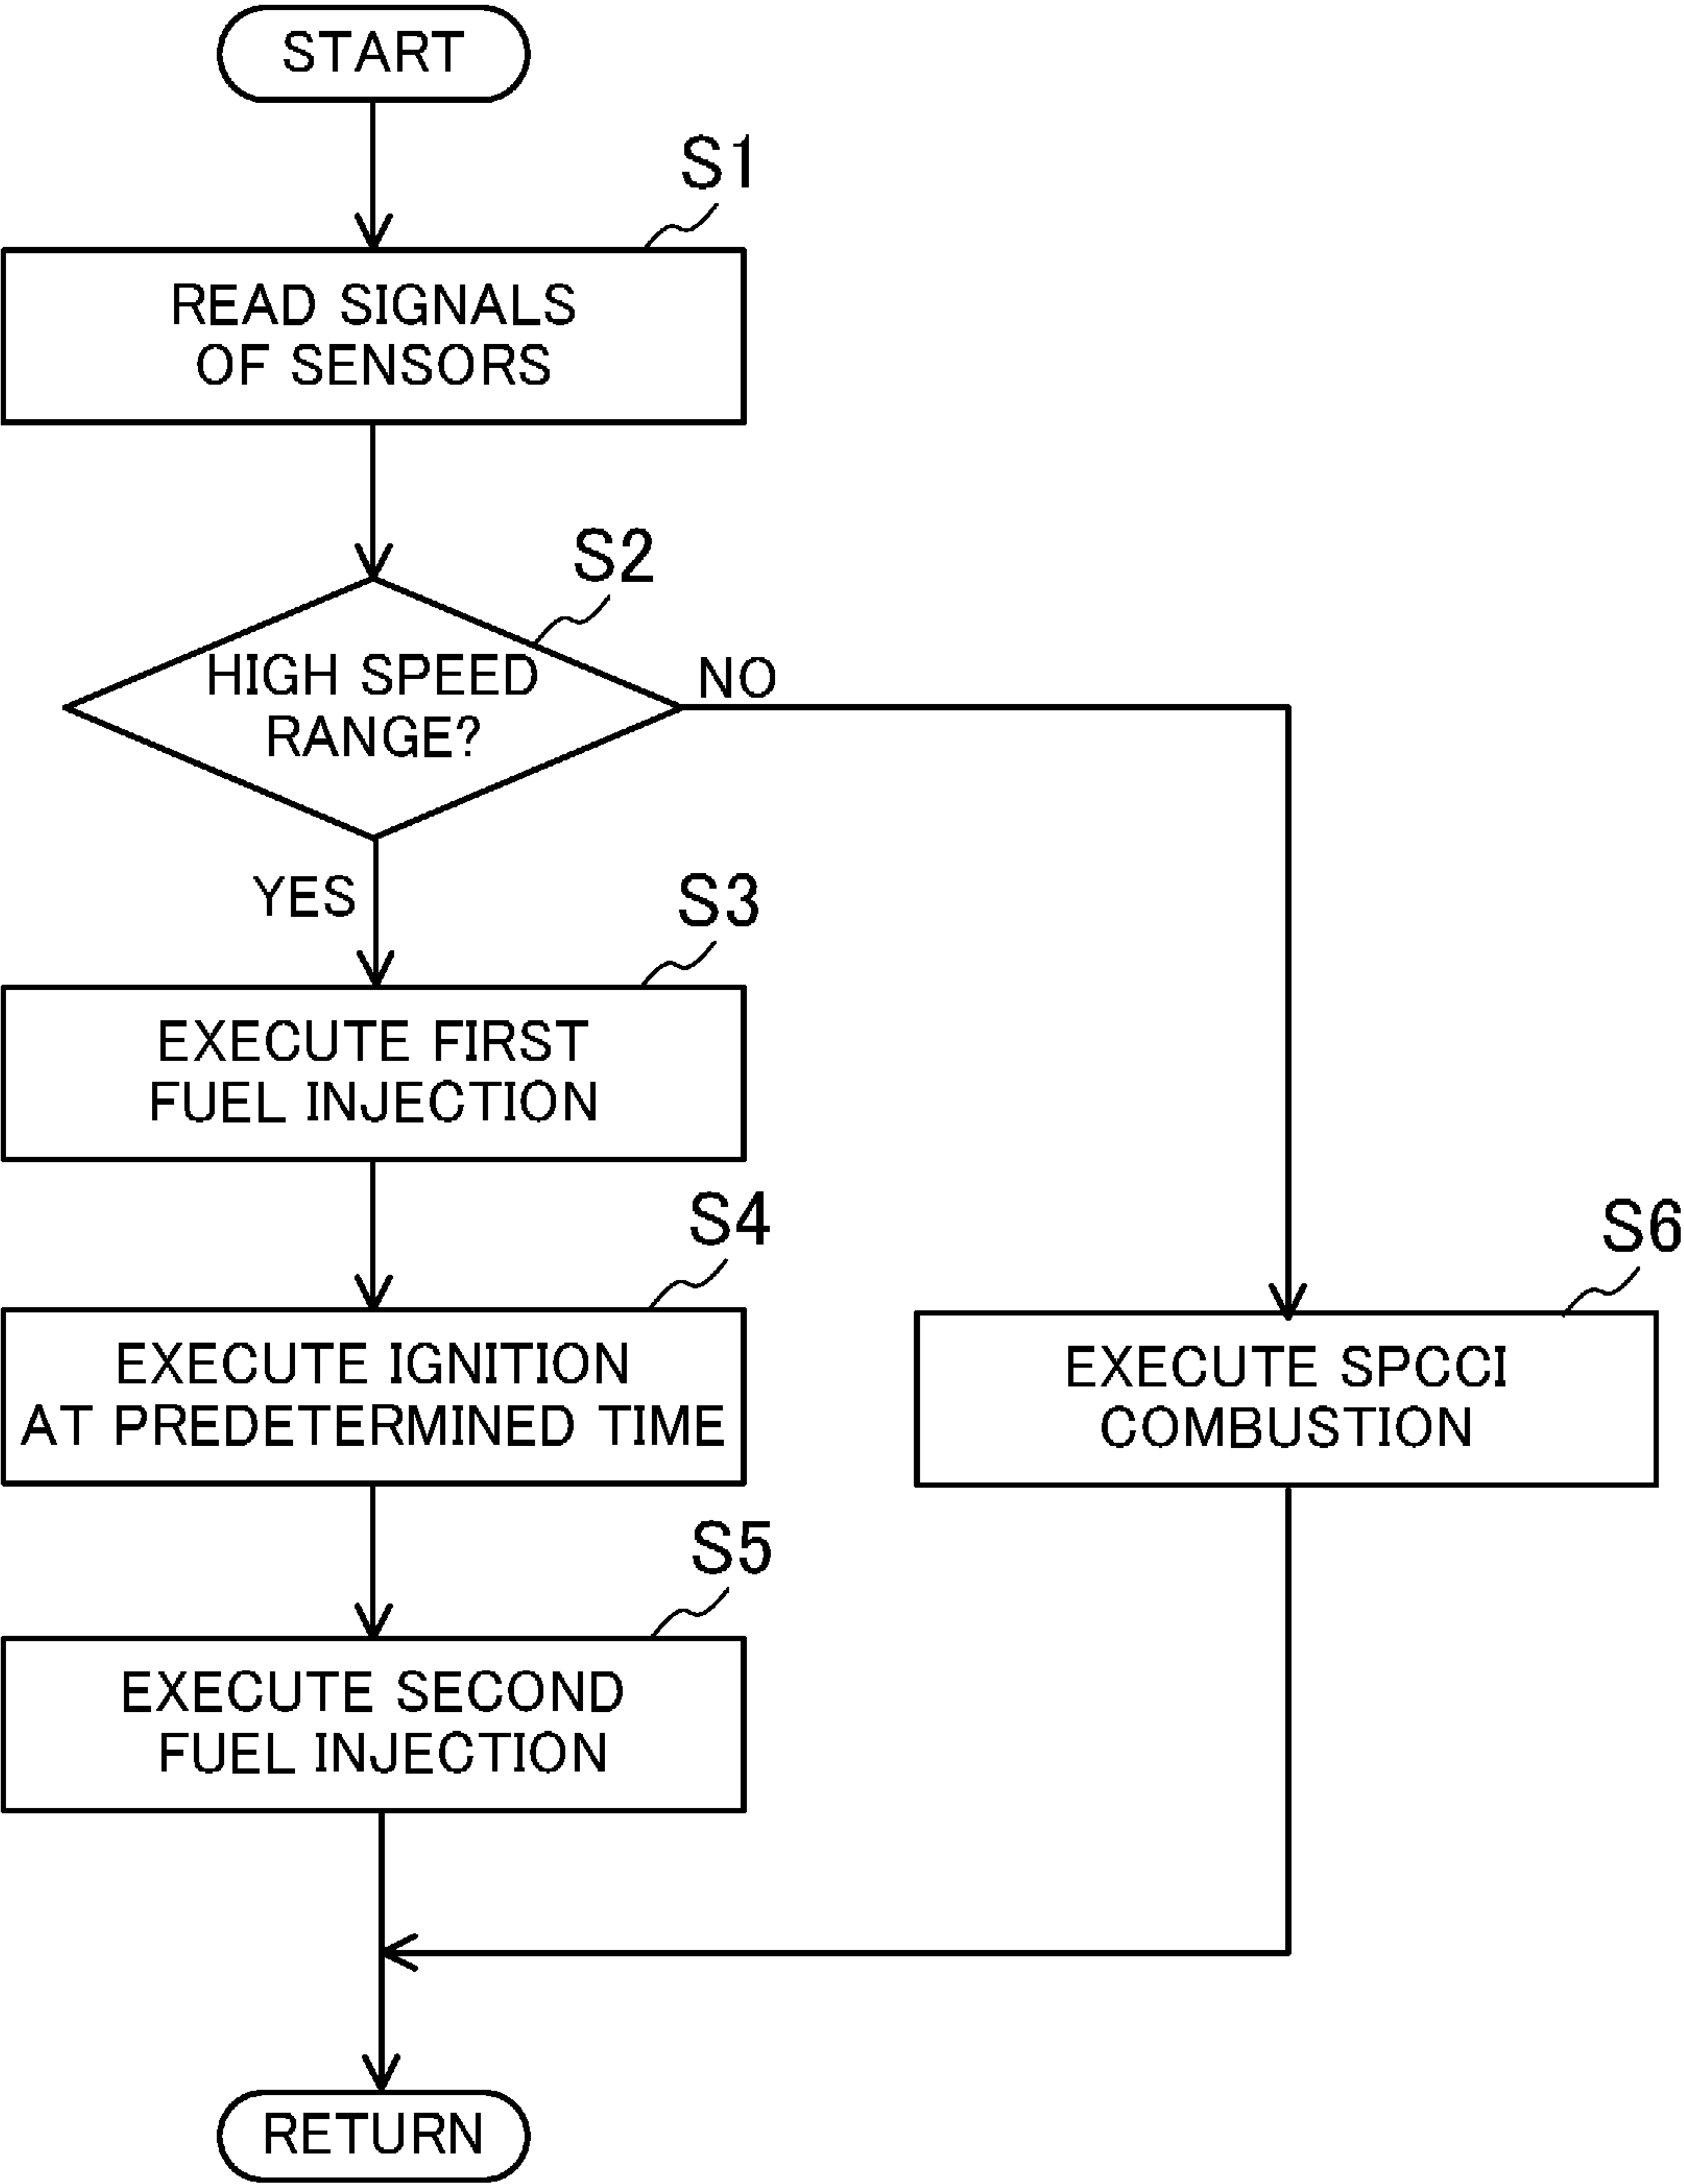 START
S1
READ SIGNALS
OF SENSORS
S2
HIGH SPEED
RANGE?
NO
YES
S3
EXECUTE FIRST
FUEL INJECTION
S4
EXECUTE IGNITION
AT PREDETERMINED TIME
S6
EXECUTE SPCCI
COMBUSTION
S5
EXECUTE SECOND
FUEL INJECTION
RETURN